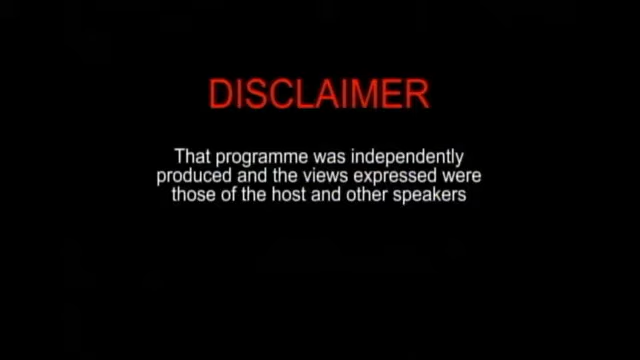 DISCLAIMER
That programme was independently
produced and the views expressed were
those of the host and other speakers